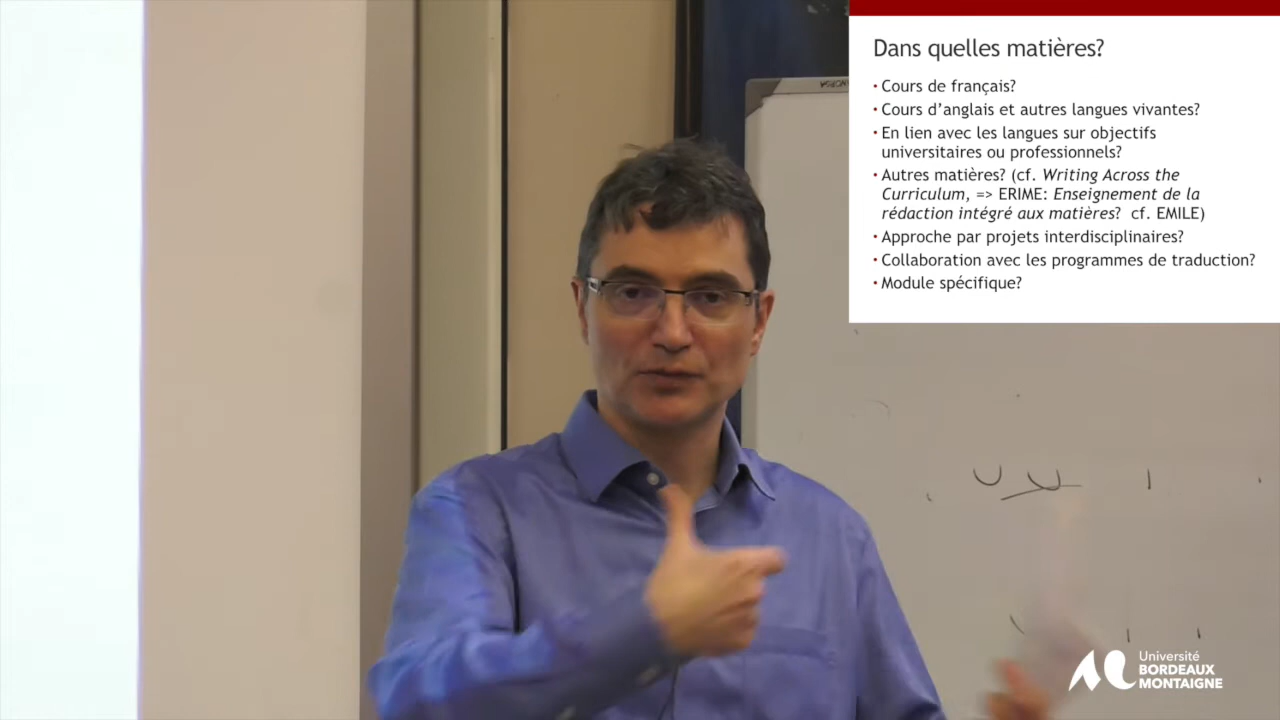 Dans quelles matières?
• Cours de français?
• Cours d’anglais et autres langues vivantes?
• En lien avec les langues sur objectifs
universitaires ou professionnels?
• Autres matières? (cf. Writing Across the
Curriculum, => ERIME: Enseignement de la
rédaction intégré aux matières? cf. EMILE)
• Approche par projets interdisciplinaires?
• Collaboration avec les programmes de traduction?
• Module spécifique?
Université
BORDEAUX
MONTAIGNE